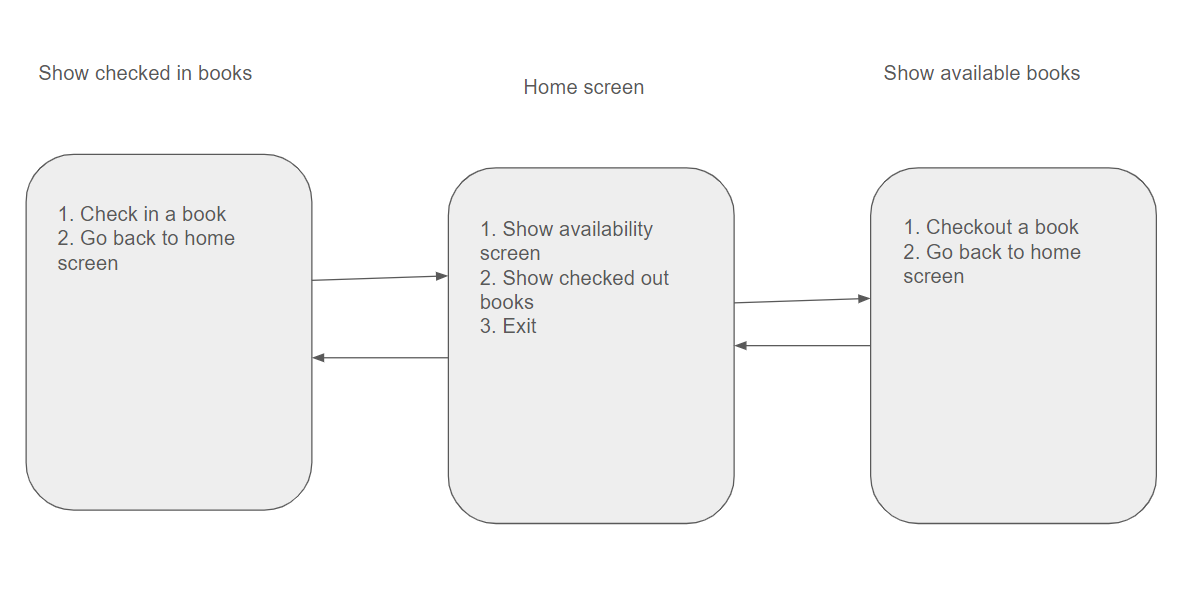 Show checked in books
Home screen
Show available books
1. Check in a book
2. Go back to home
screen
1. Show availability
screen
2. Show checked out
books
3. Exit
1. Checkout a book
2. Go back to home
screen